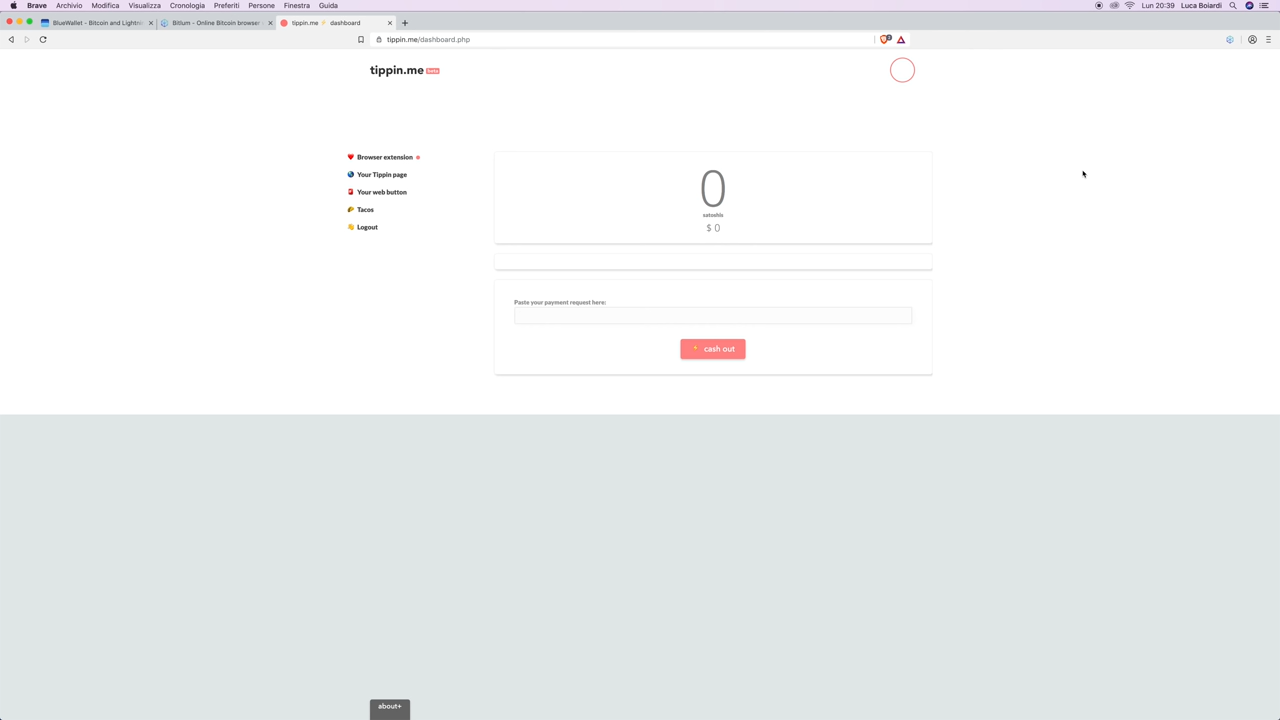 Brave Archivio Modifica Visualizza Cronologia Preferiti Persone Finestra Guida Lun 20:39 Luca Boiardi
BlueWallet - Bitcoin and Lightn
Bitlum - Online Bitcoin browser
tippin.me ⚡ dashboard
tippin.me/dashboard.php
tippin.me beta
Browser extension
Your Tippin page
Your web button
Tacos
Logout
0
satoshis
$ 0
Paste your payment request here:
cash out
about+